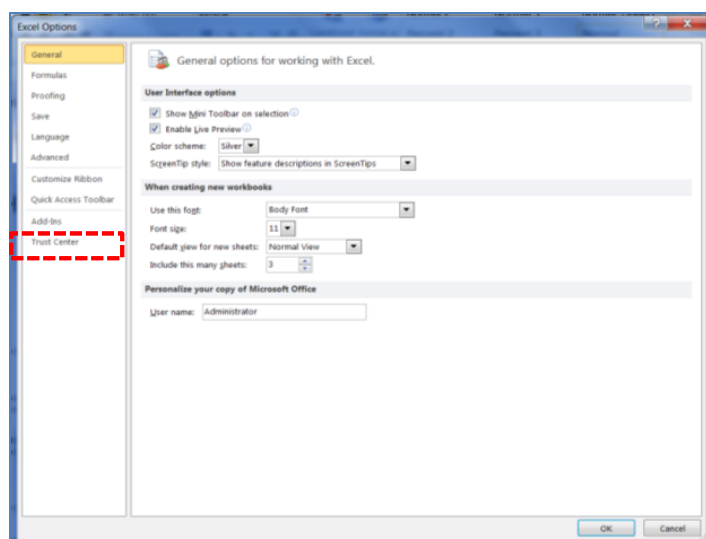 Excel Options
General
Formulas
Proofing
Save
Language
Advanced
Customize Ribbon
Quick Access Toolbar
Add-Ins
Trust Center
General options for working with Excel.
User Interface options
Show Mini Toolbar on selection
Enable Live Preview
Color scheme: Silver
ScreenTip style: Show feature descriptions in ScreenTips
When creating new workbooks
Use this font: Body Font
Font size: 11
Default view for new sheets: Normal View
Include this many sheets: 3
Personalize your copy of Microsoft Office
User name: Administrator
OK Cancel